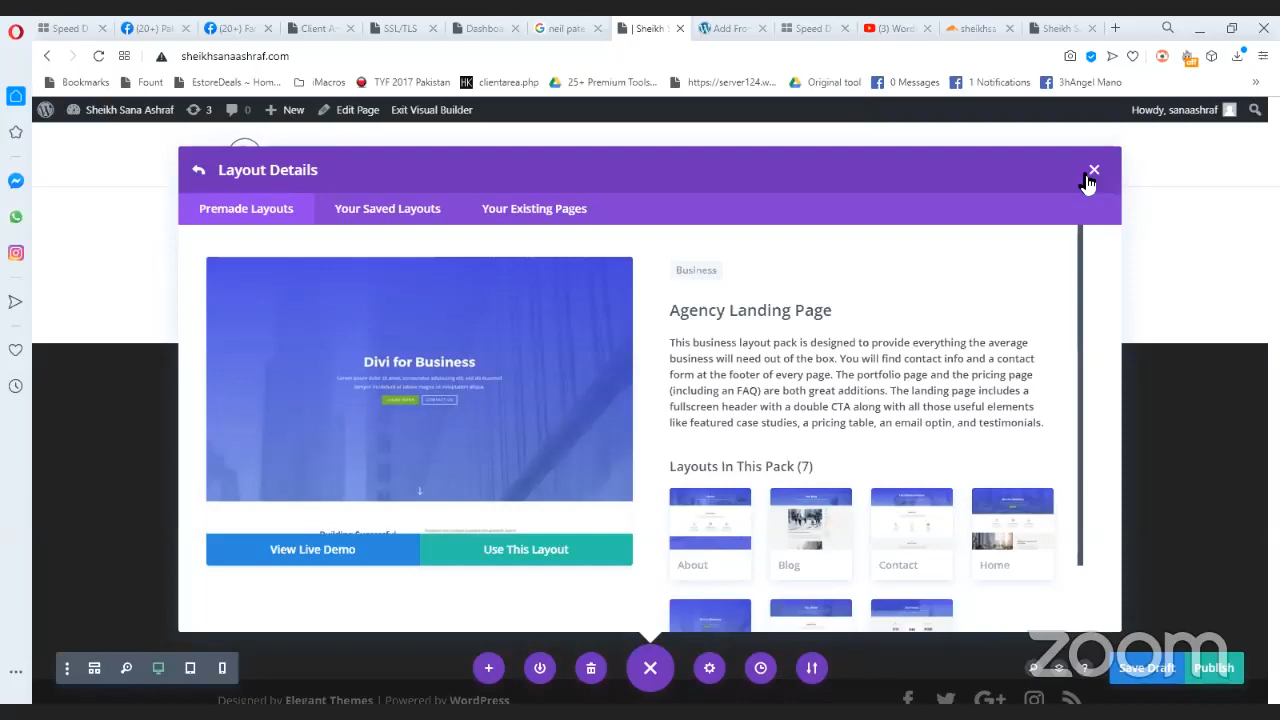 Speed D
(20+) Pak
(20+) Fas
Client A
SSL/TLS
Dashbo
neil pate
| Sheikh
Add Fro
Speed D
(3) Word
sheikhsa
Sheikh S
sheikhsanaashraf.com
Bookmarks
Fount
EstoreDeals ~ Hom...
iMacros
TYF 2017 Pakistan
HK
clientarea.php
25+ Premium Tools...
https://server124.w...
Original tool
0 Messages
1 Notifications
3hAngel Mano
»
Sheikh Sana Ashraf
3
0
New
Edit Page
Exit Visual Builder
Howdy, sanaashraf
Layout Details
Premade Layouts
Your Saved Layouts
Your Existing Pages
Divi for Business
View Live Demo
Use This Layout
Business
Agency Landing Page
This business layout pack is designed to provide everything the average
business will need out of the box. You will find contact info and a contact
form at the footer of every page. The portfolio page and the pricing page
(including an FAQ) are both great additions. The landing page includes a
fullscreen header with a double CTA along with all those useful elements
like featured case studies, a pricing table, an email optin, and testimonials.
Layouts In This Pack (7)
About
Blog
Contact
Home
zoom
Save Draft
Publish
Designed by Elegant Themes | Powered by WordPress